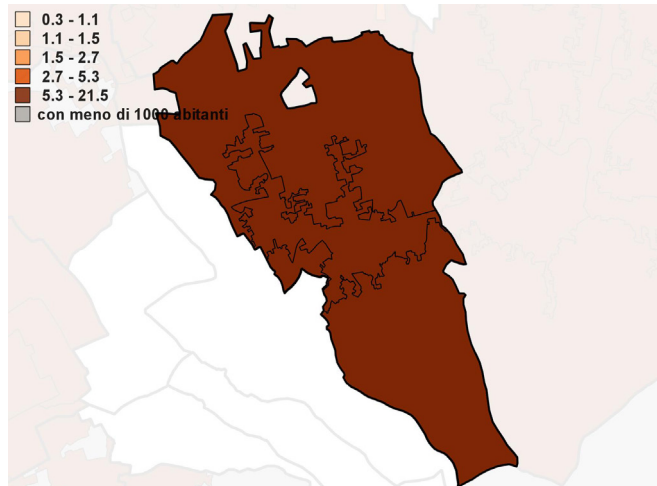 0.3 - 1.1
1.1 - 1.5
1.5 - 2.7
2.7 - 5.3
5.3 - 21.5
con meno di 1000 abitanti